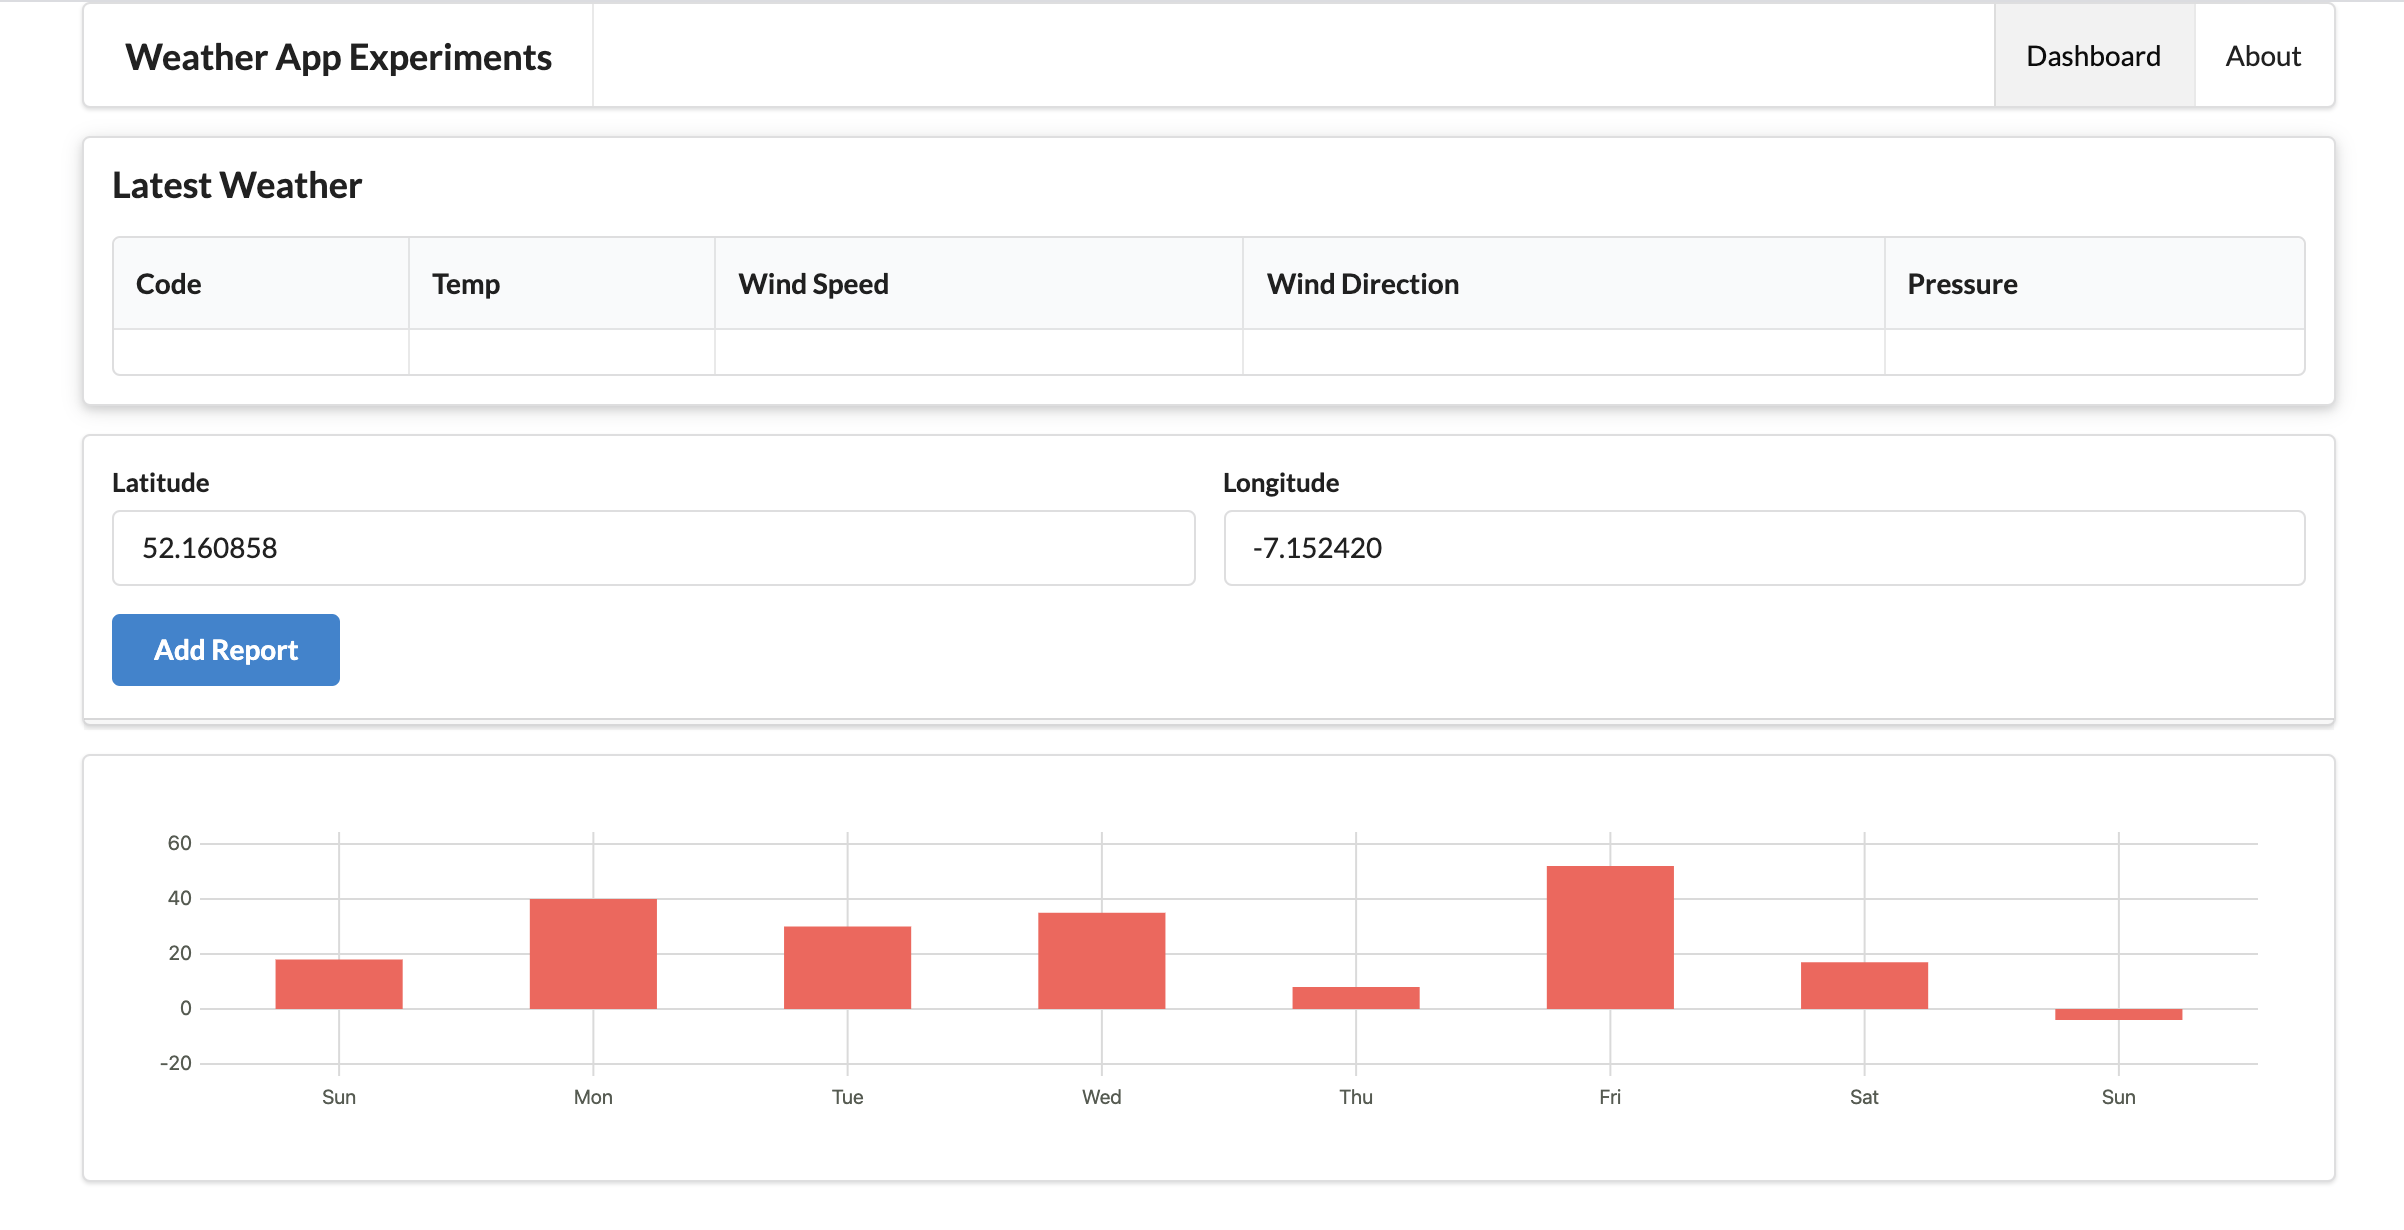 Weather App Experiments Dashboard About
Latest Weather
Code Temp Wind Speed Wind Direction Pressure
Latitude Longitude
52.160858 -7.152420
Add Report
60
40
20
0
-20
Sun Mon Tue Wed Thu Fri Sat Sun